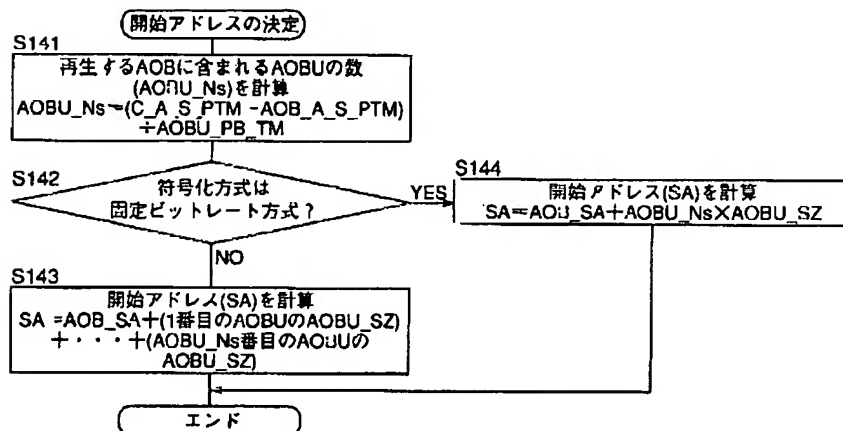 開始アドレスの決定
S141
再生するAOBに含まれるAOBUの数
(AOBU_Ns)を計算
AOBU_Ns=(C_A_S_PTM -AOB_A_S_PTM)
÷AOBU_PB_TM
S142
符号化方式は
固定ビットレート方式？
YES
NO
S144
開始アドレス(SA)を計算
SA=AOB_SA+AOBU_Ns×AOBU_SZ
S143
開始アドレス(SA)を計算
SA =AOB_SA+(1番目のAOBUのAOBU_SZ)
+・・・+(AOBU_Ns番目のAOBUの
AOBU_SZ)
エンド